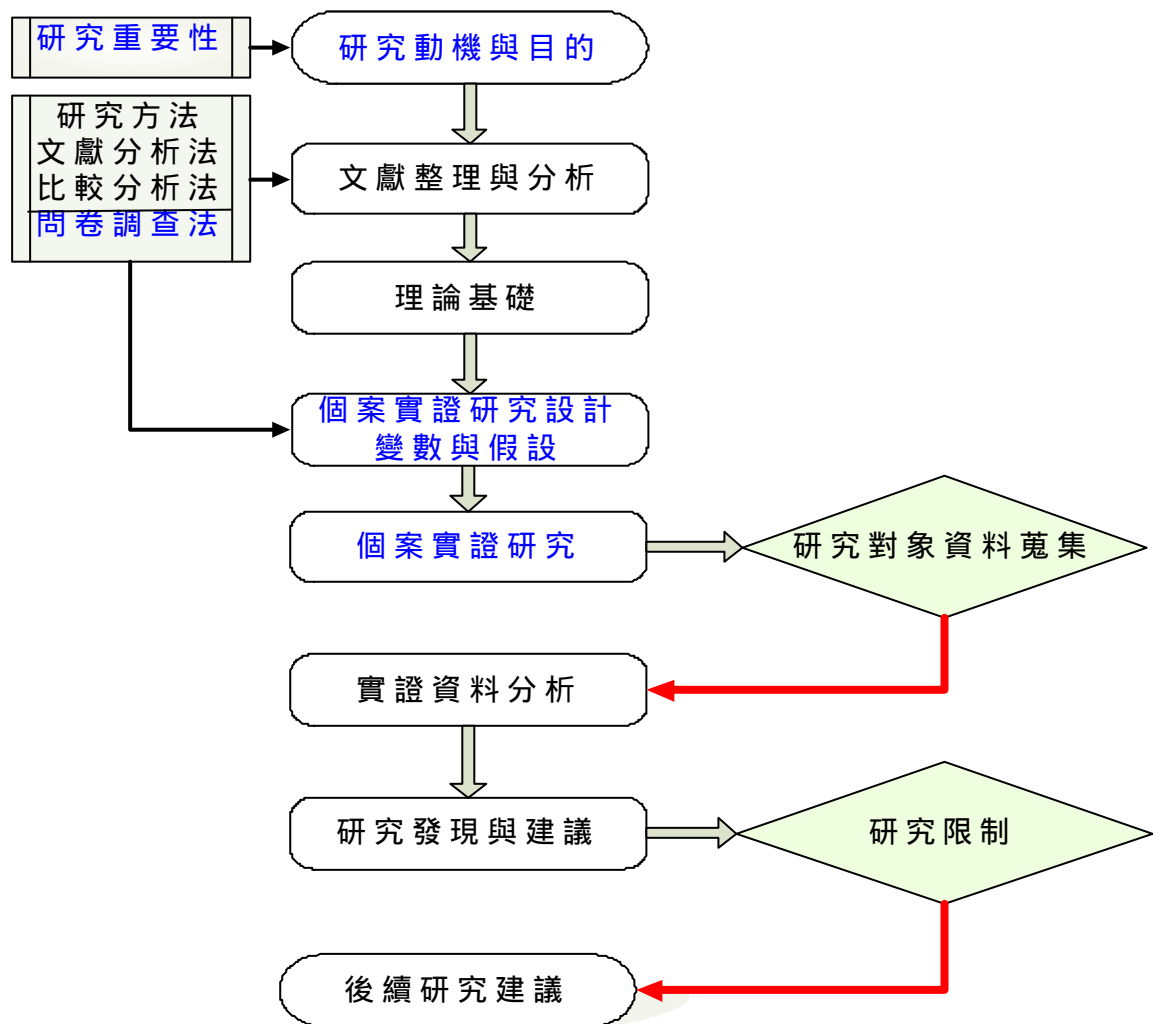 研究重要性
研究動機與目的
研究方法
文獻分析法
比較分析法
問卷調查法
文獻整理與分析
理論基礎
個案實證研究設計
變數與假設
個案實證研究
研究對象資料蒐集
實證資料分析
研究發現與建議
研究限制
後續研究建議